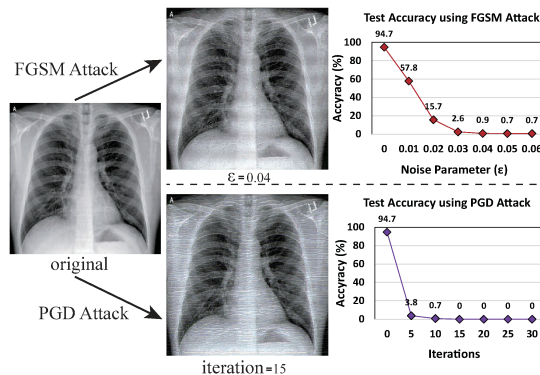 A
FGSM Attack
ε=0.04
Test Accuracy using FGSM Attack
Accyracy (%)
100
80
60
40
20
0
94.7
57.8
15.7
2.6
0.9
0.7
0.7
0 0.01 0.02 0.03 0.04 0.05 0.06
Noise Parameter (ε)
A
original
A
PGD Attack
iteration=15
Test Accuracy using PGD Attack
Accuracy (%)
100
80
60
40
20
0
94.7
3.8
0.7
0
0
0
0
0 5 10 15 20 25 30
Iterations